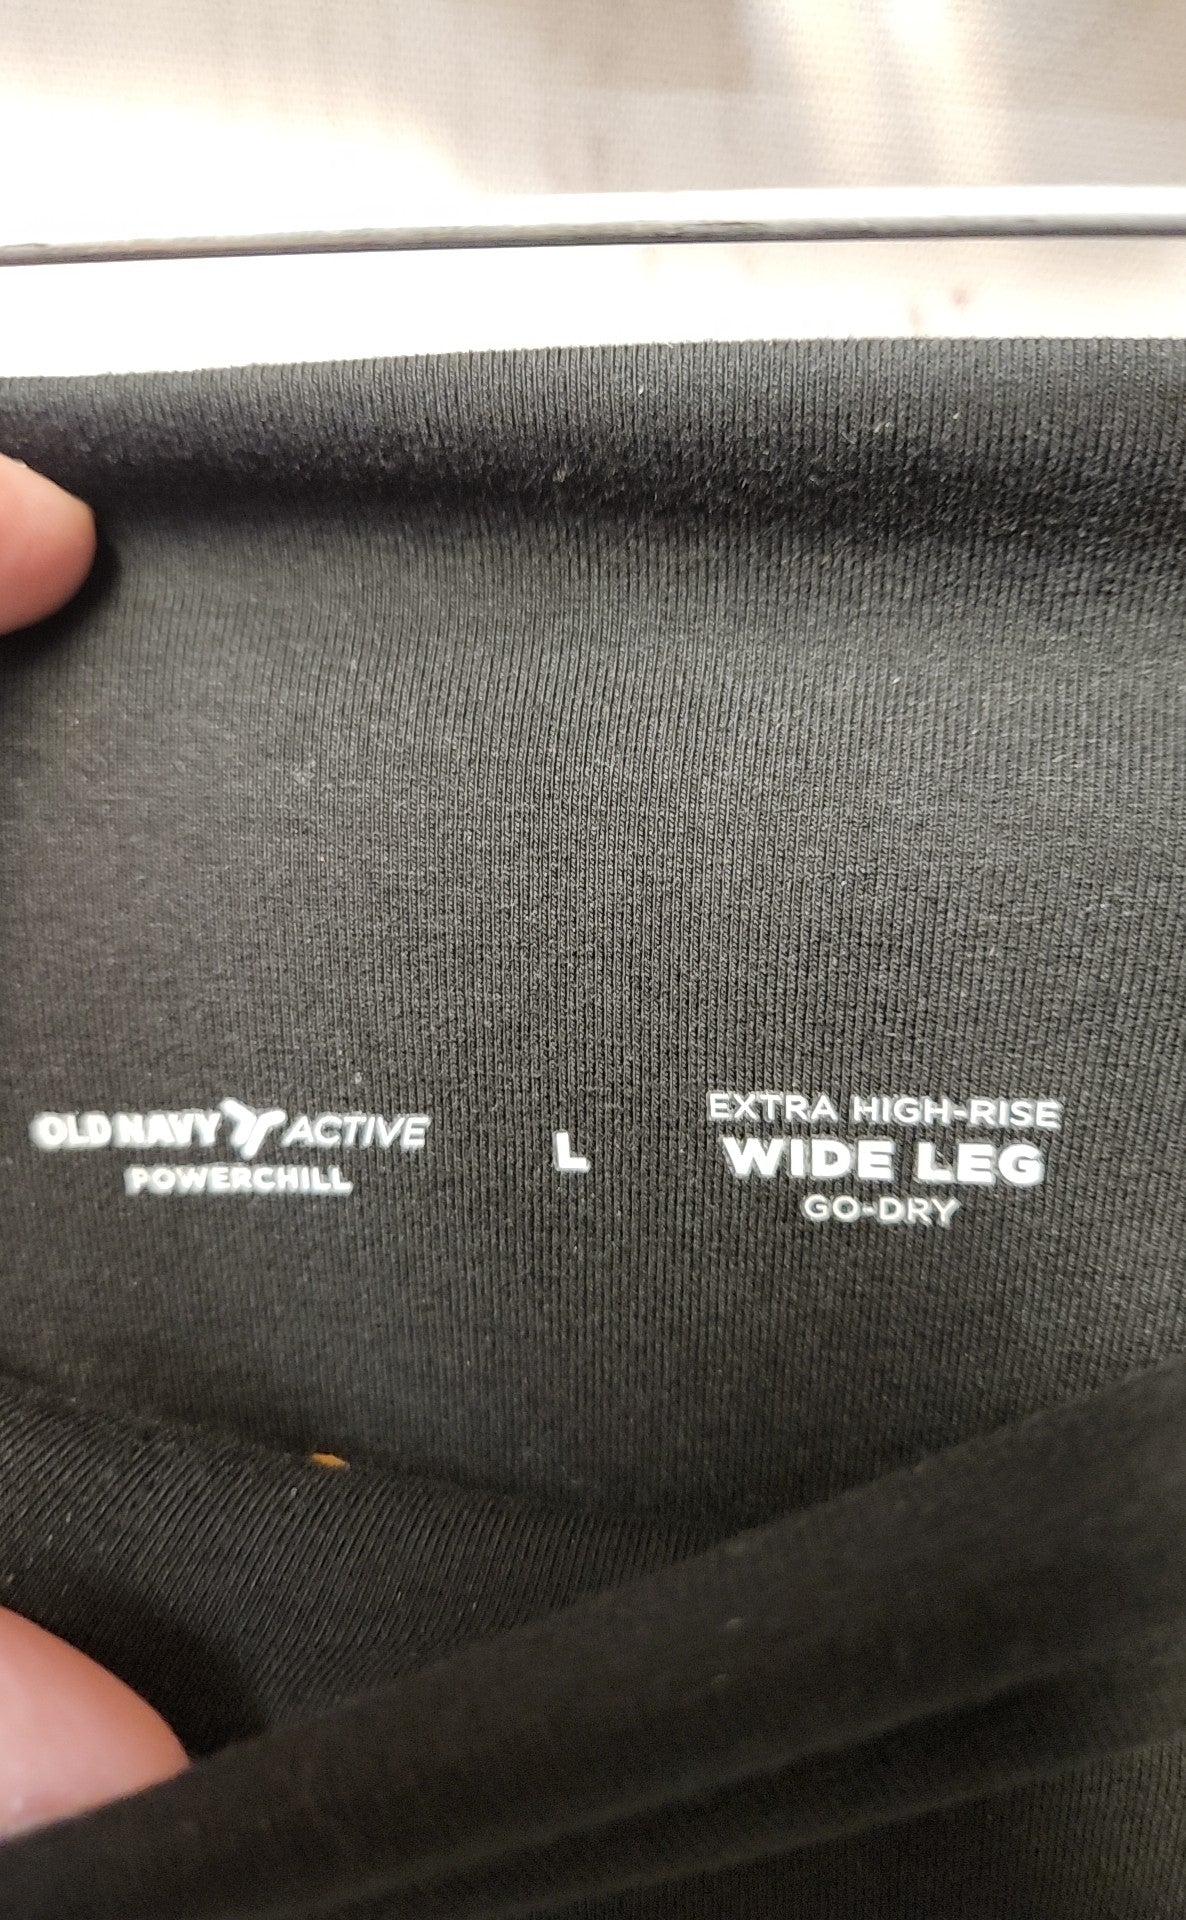 OLD NAVY ACTIVE
POWERCHILL
L
EXTRA HIGH-RISE
WIDE LEG
GO-DRY